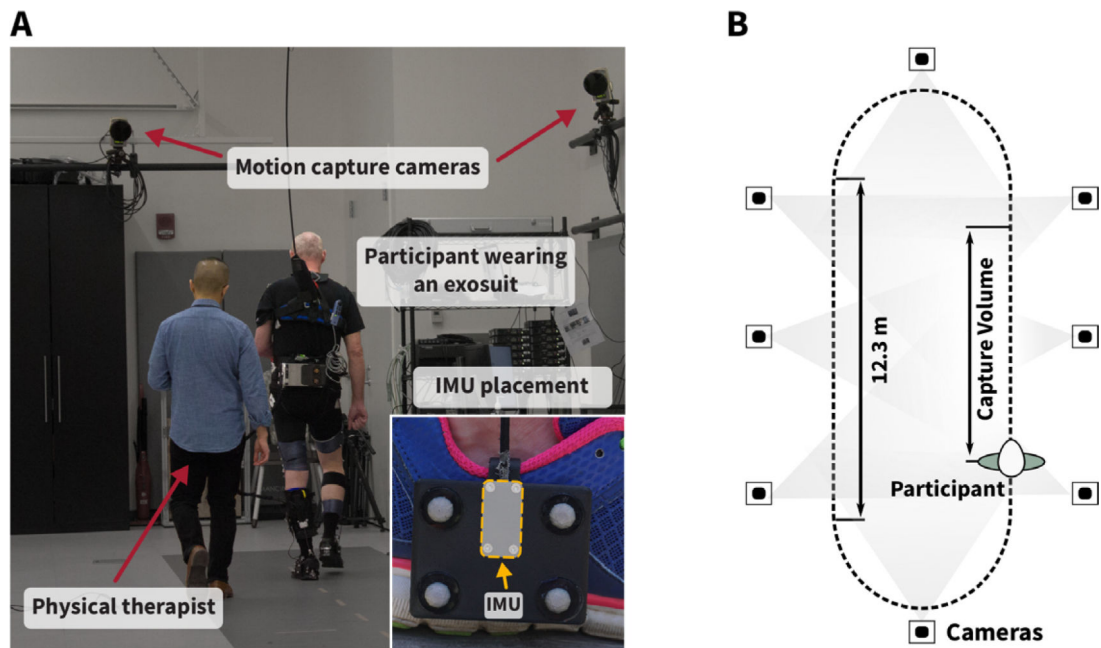 A
Motion capture cameras
Participant wearing
an exosuit
IMU placement
IMU
Physical therapist
B
12.3 m
Capture Volume
Participant
Cameras